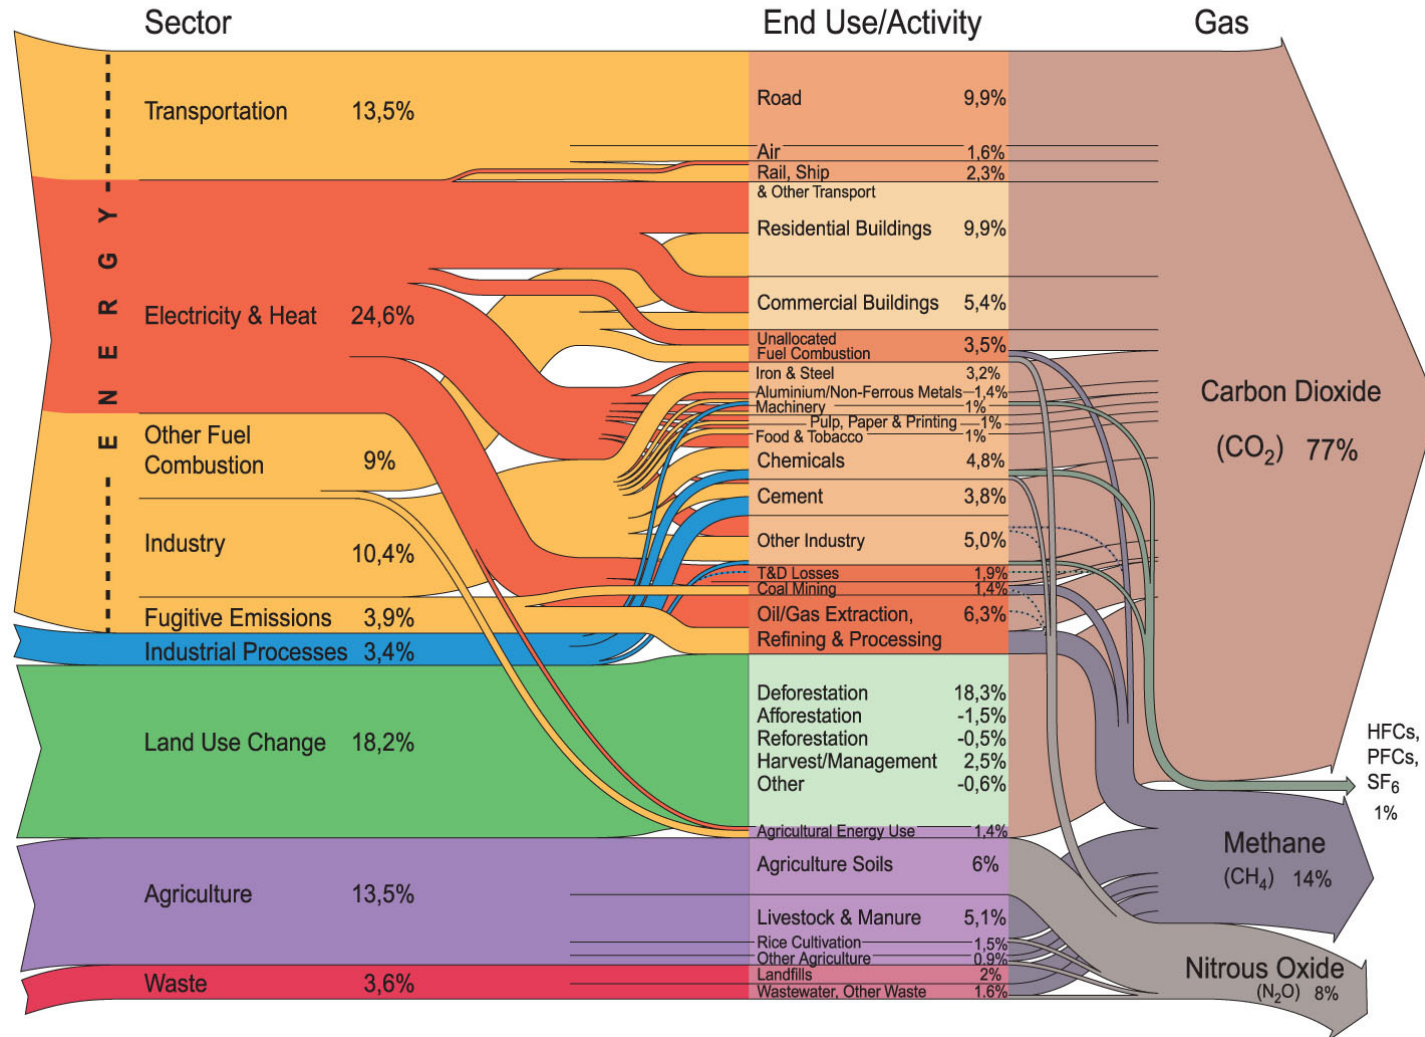 Sector
End Use/Activity
Gas
ENERGY
Transportation 13,5%
Electricity & Heat 24,6%
Other Fuel
Combustion 9%
Industry 10,4%
Fugitive Emissions 3,9%
Industrial Processes 3,4%
Land Use Change 18,2%
Agriculture 13,5%
Waste 3,6%
Road 9,9%
Air 1,6%
Rail, Ship 2,3%
& Other Transport
Residential Buildings 9,9%
Commercial Buildings 5,4%
Unallocated
Fuel Combustion 3,5%
Iron & Steel 3,2%
Aluminium/Non-Ferrous Metals 1,4%
Machinery 1%
Pulp, Paper & Printing 1%
Food & Tobacco 1%
Chemicals 4,8%
Cement 3,8%
Other Industry 5,0%
T&D Losses 1,9%
Coal Mining 1,4%
Oil/Gas Extraction, 6,3%
Refining & Processing
Deforestation 18,3%
Afforestation -1,5%
Reforestation -0,5%
Harvest/Management 2,5%
Other -0,6%
Agricultural Energy Use 1,4%
Agriculture Soils 6%
Livestock & Manure 5,1%
Rice Cultivation 1,5%
Other Agriculture 0.9%
Landfills 2%
Wastewater, Other Waste 1.6%
Carbon Dioxide
(CO₂) 77%
HFCs,
PFCs,
SF₆
1%
Methane
(CH₄) 14%
Nitrous Oxide
(N₂O) 8%